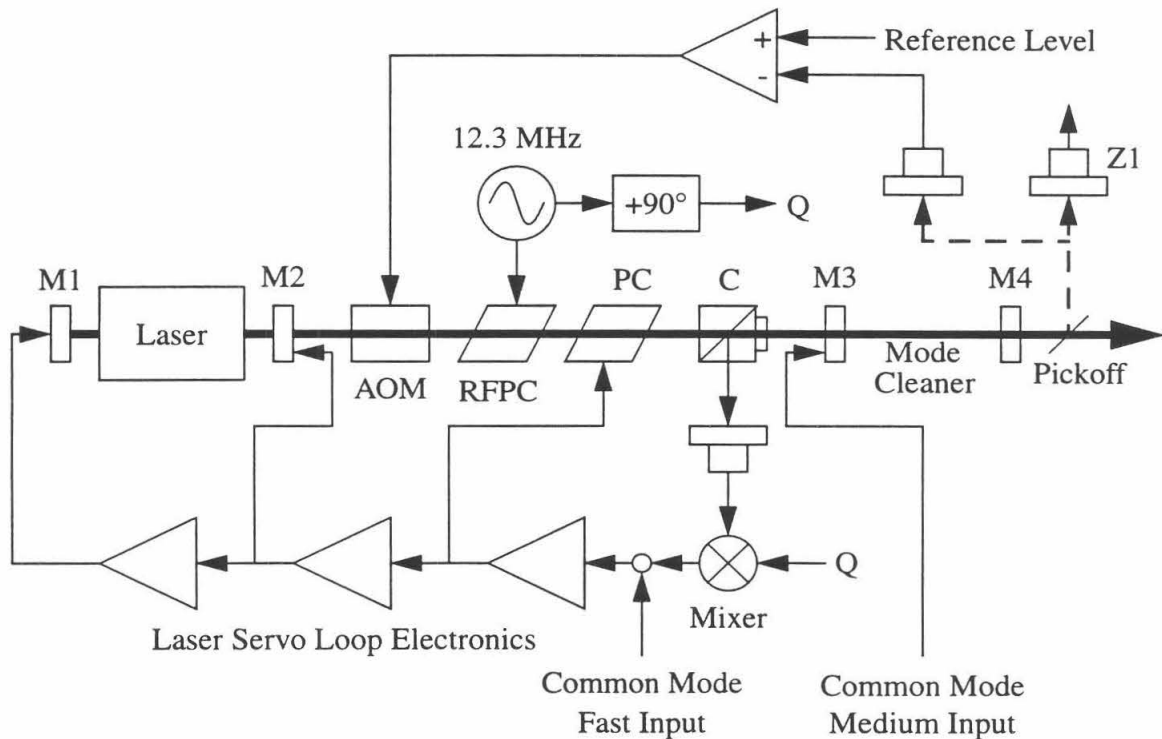 +
-
Reference Level
12.3 MHz
Z1
+90°
Q
M1
M2
PC
C
M3
M4
Laser
AOM
RFPC
Mode
Cleaner
Pickoff
Q
Mixer
Laser Servo Loop Electronics
Common Mode
Fast Input
Common Mode
Medium Input